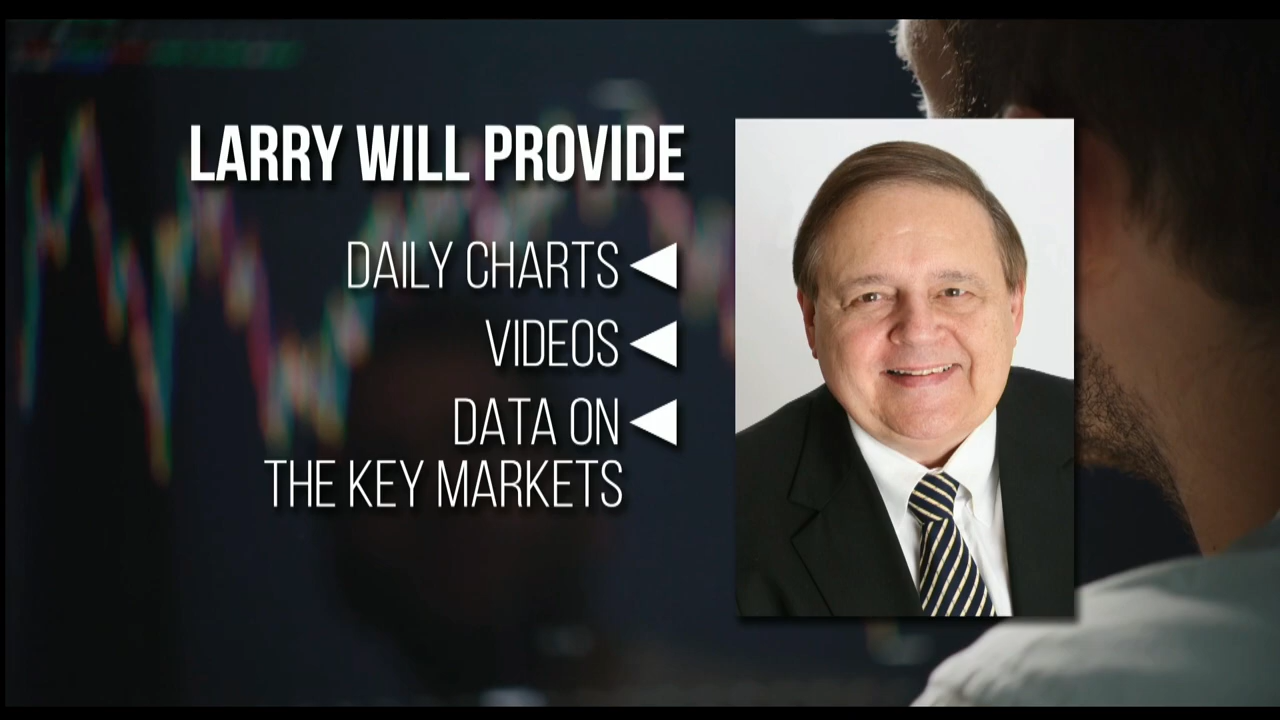 LARRY WILL PROVIDE
DAILY CHARTS
VIDEOS
DATA ON
THE KEY MARKETS